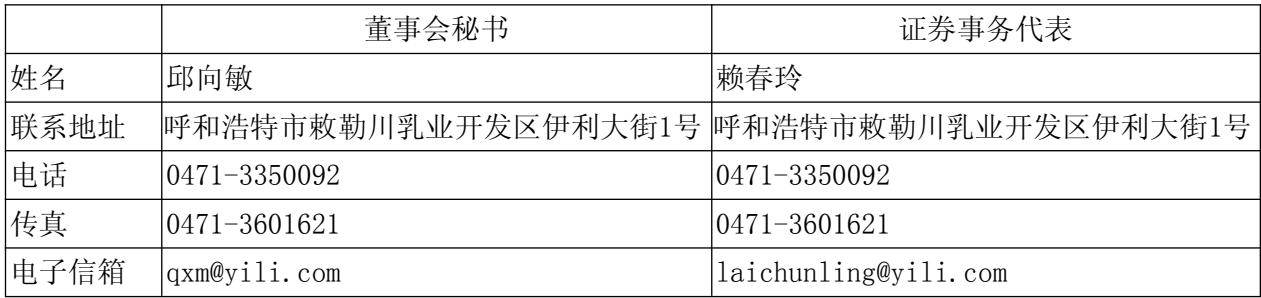 董事会秘书 证券事务代表
姓名 邱向敏 赖春玲
联系地址 呼和浩特市敕勒川乳业开发区伊利大街1号 呼和浩特市敕勒川乳业开发区伊利大街1号
电话 0471-3350092 0471-3350092
传真 0471-3601621 0471-3601621
电子信箱 qxm@yili.com laichunling@yili.com